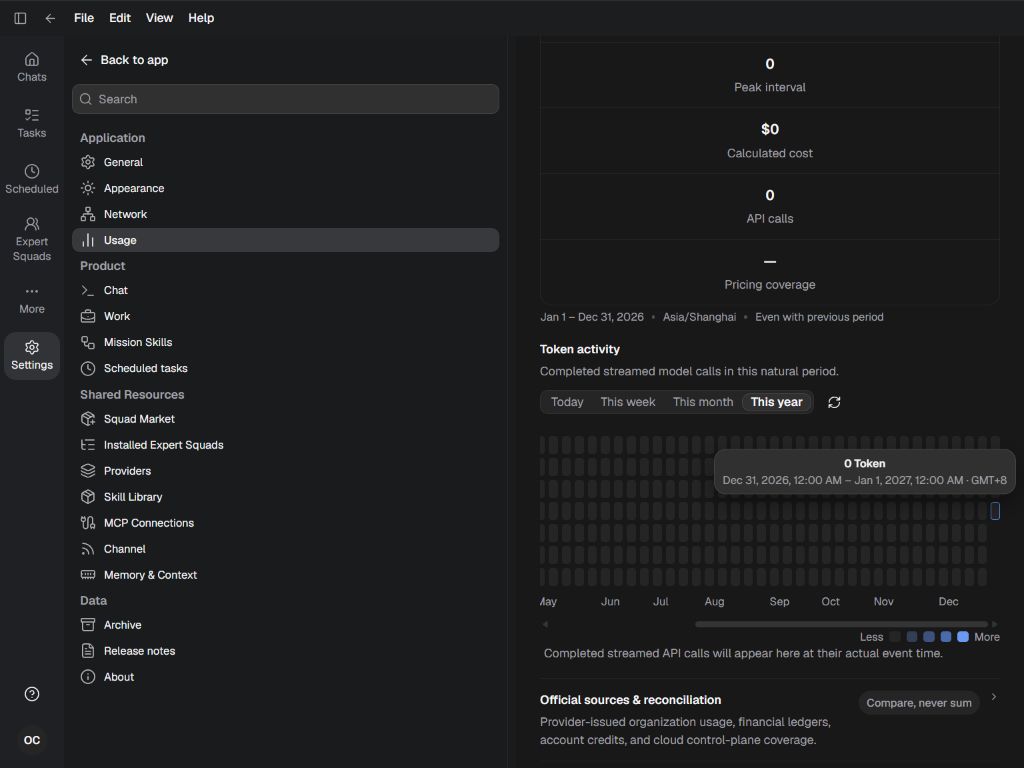 File Edit View Help
Chats
Tasks
Scheduled
Expert
Squads
More
Settings
OC
Back to app
Search
Application
General
Appearance
Network
Usage
Product
Chat
Work
Mission Skills
Scheduled tasks
Shared Resources
Squad Market
Installed Expert Squads
Providers
Skill Library
MCP Connections
Channel
Memory & Context
Data
Archive
Release notes
About
0
Peak interval
$0
Calculated cost
0
API calls
—
Pricing coverage
Jan 1 – Dec 31, 2026 • Asia/Shanghai • Even with previous period
Token activity
Completed streamed model calls in this natural period.
Today This week This month This year
0 Token
Dec 31, 2026, 12:00 AM – Jan 1, 2027, 12:00 AM · GMT+8
May Jun Jul Aug Sep Oct Nov Dec
Less More
Completed streamed API calls will appear here at their actual event time.
Official sources & reconciliation
Compare, never sum
Provider-issued organization usage, financial ledgers,
account credits, and cloud control-plane coverage.